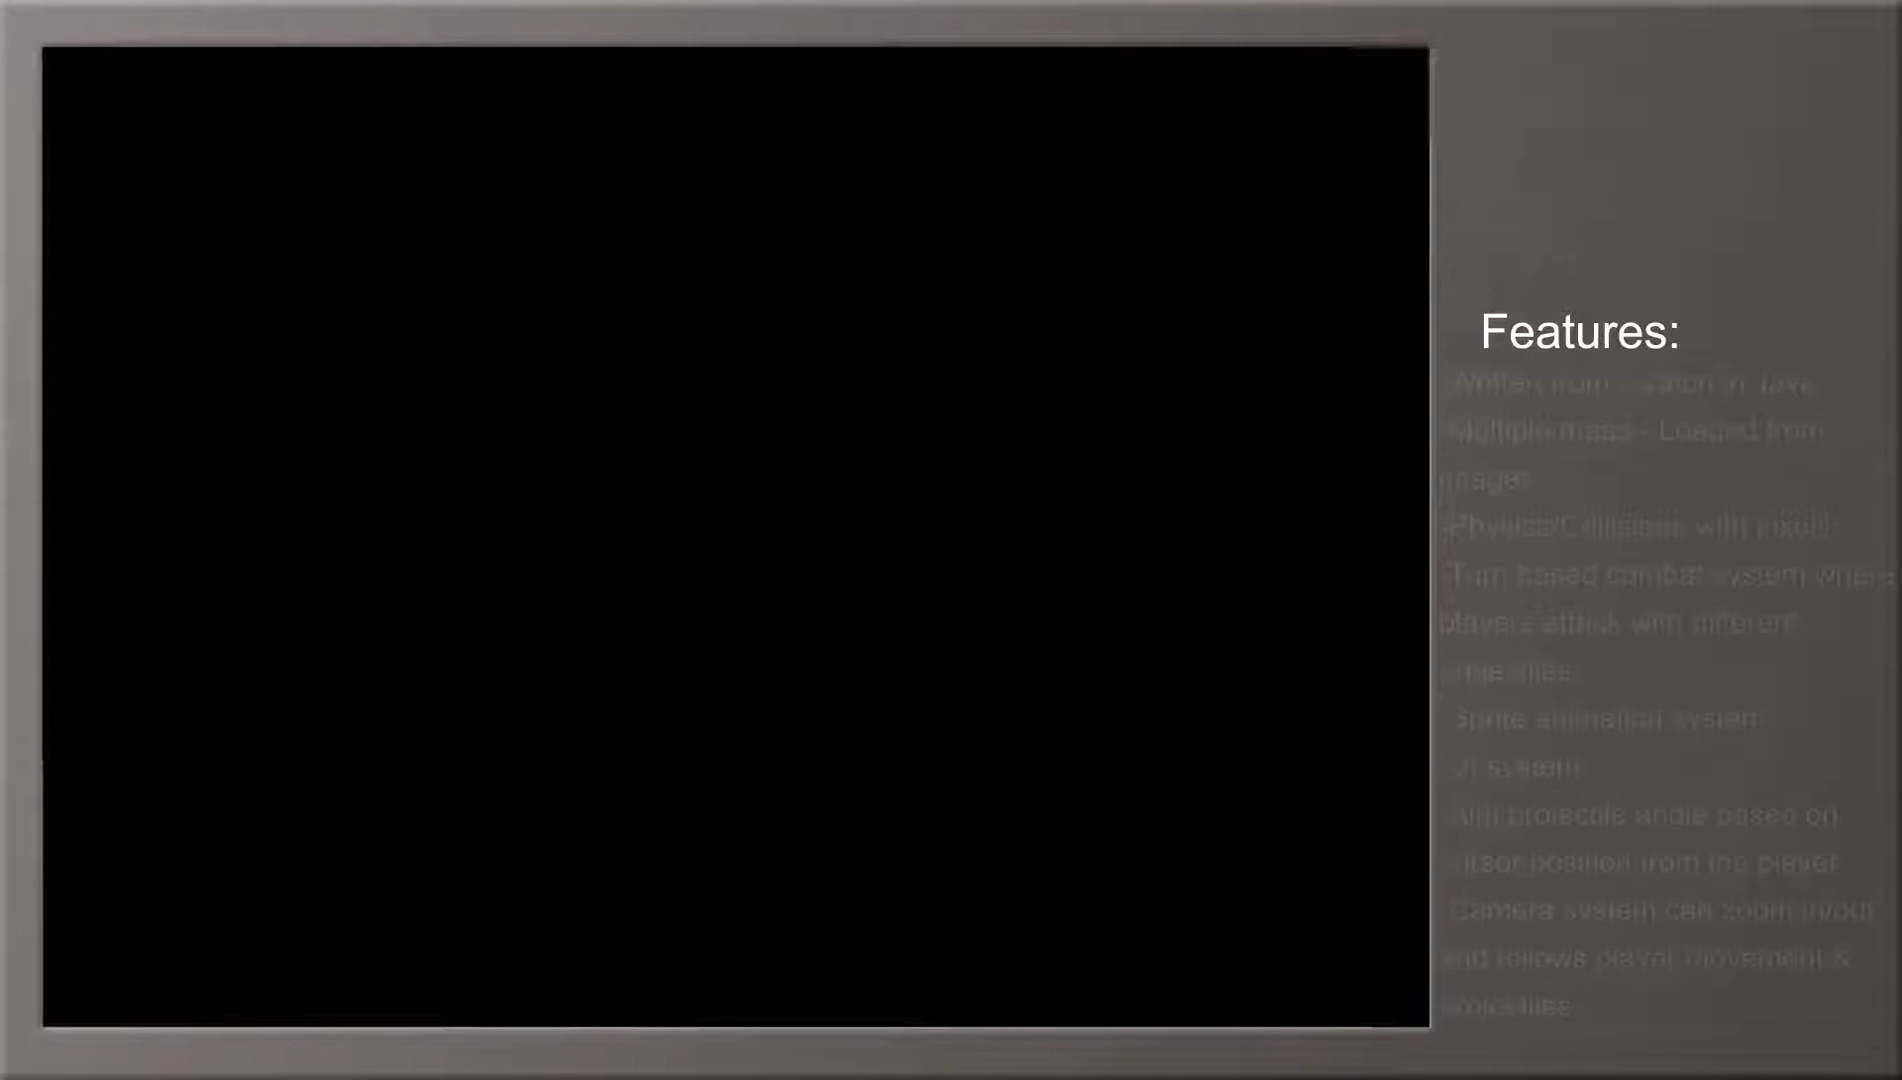 Features:
Written from scratch in Java
Multiple maps - Loaded from
images
-Physics/Collisions with pixels
Turn based combat system where
players attack with different
projectiles
Sprite animation system
UI system
Aim projectile angle based on
cursor position from the player
Camera system can zoom in/out
and follows player movement &
projectiles